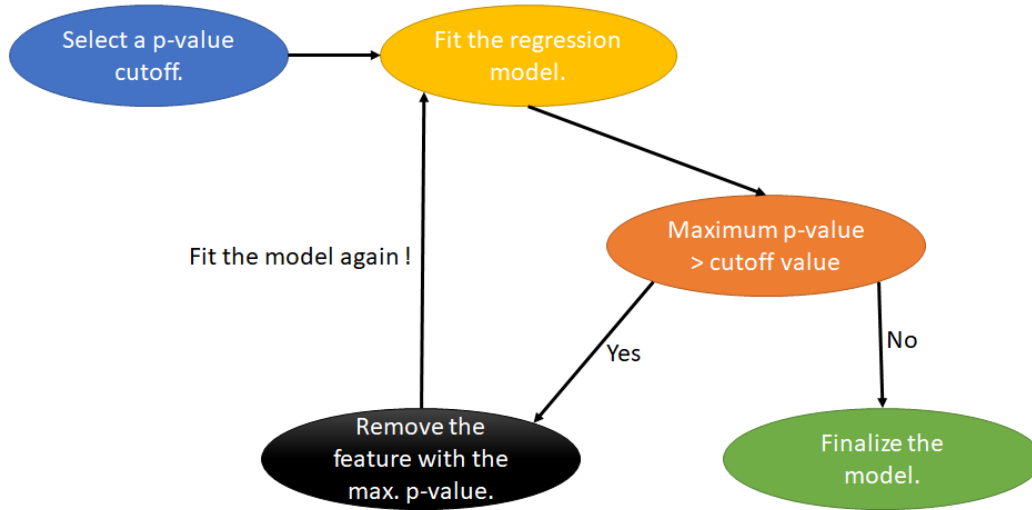 Select a p-value
cutoff.
Fit the regression
model.
Maximum p-value
> cutoff value
Fit the model again !
Yes
No
Remove the
feature with the
max. p-value.
Finalize the
model.